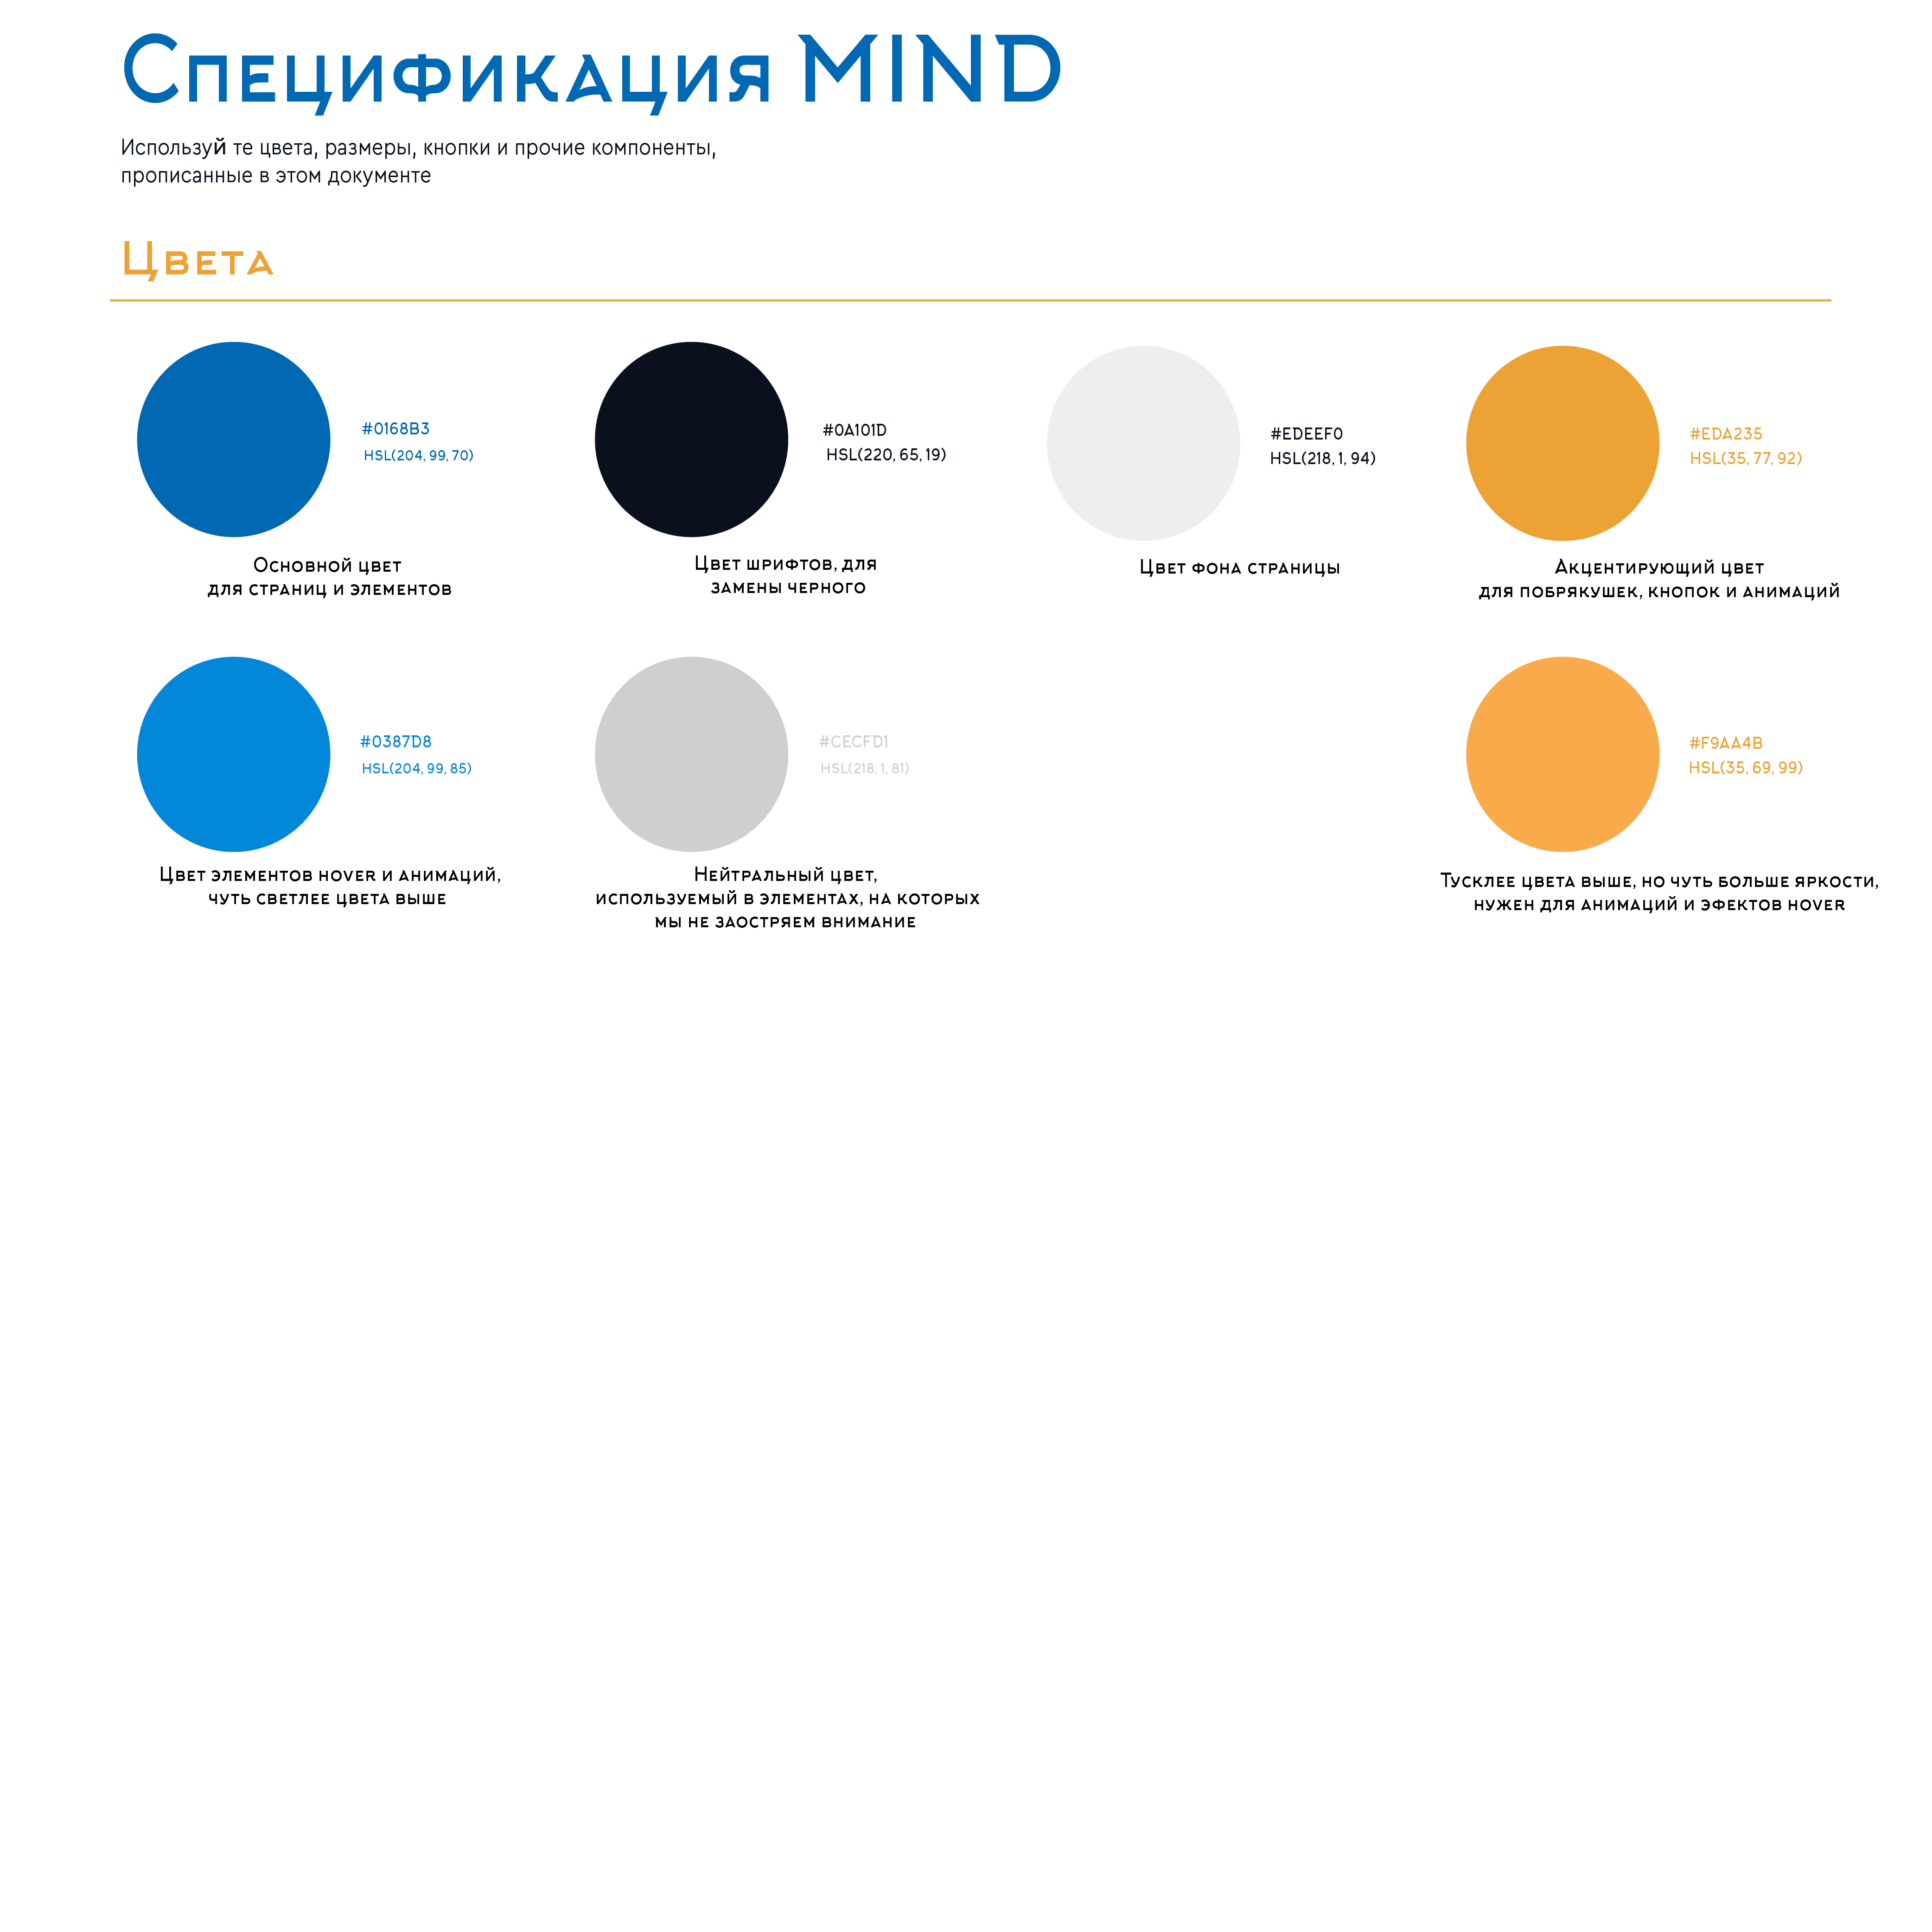 Спецификация MIND
Используй те цвета, размеры, кнопки и прочие компоненты,
прописанные в этом документе
Цвета
#0168B3
HSL(204, 99, 70)
Основной цвет
для страниц и элементов
#0A101D
HSL(220, 65, 19)
Цвет шрифтов, для
замены черного
#EDEEF0
HSL(218, 1, 94)
Цвет фона страницы
#EDA235
HSL(35, 77, 92)
Акцентирующий цвет
для побрякушек, кнопок и анимаций
#0387D8
HSL(204, 99, 85)
Цвет элементов hover и анимаций,
чуть светлее цвета выше
#CECFD1
HSL(218, 1, 81)
Нейтральный цвет,
используемый в элементах, на которых
мы не заостряем внимание
#F9AA4B
HSL(35, 69, 99)
Тусклее цвета выше, но чуть больше яркости,
нужен для анимаций и эфектов hover